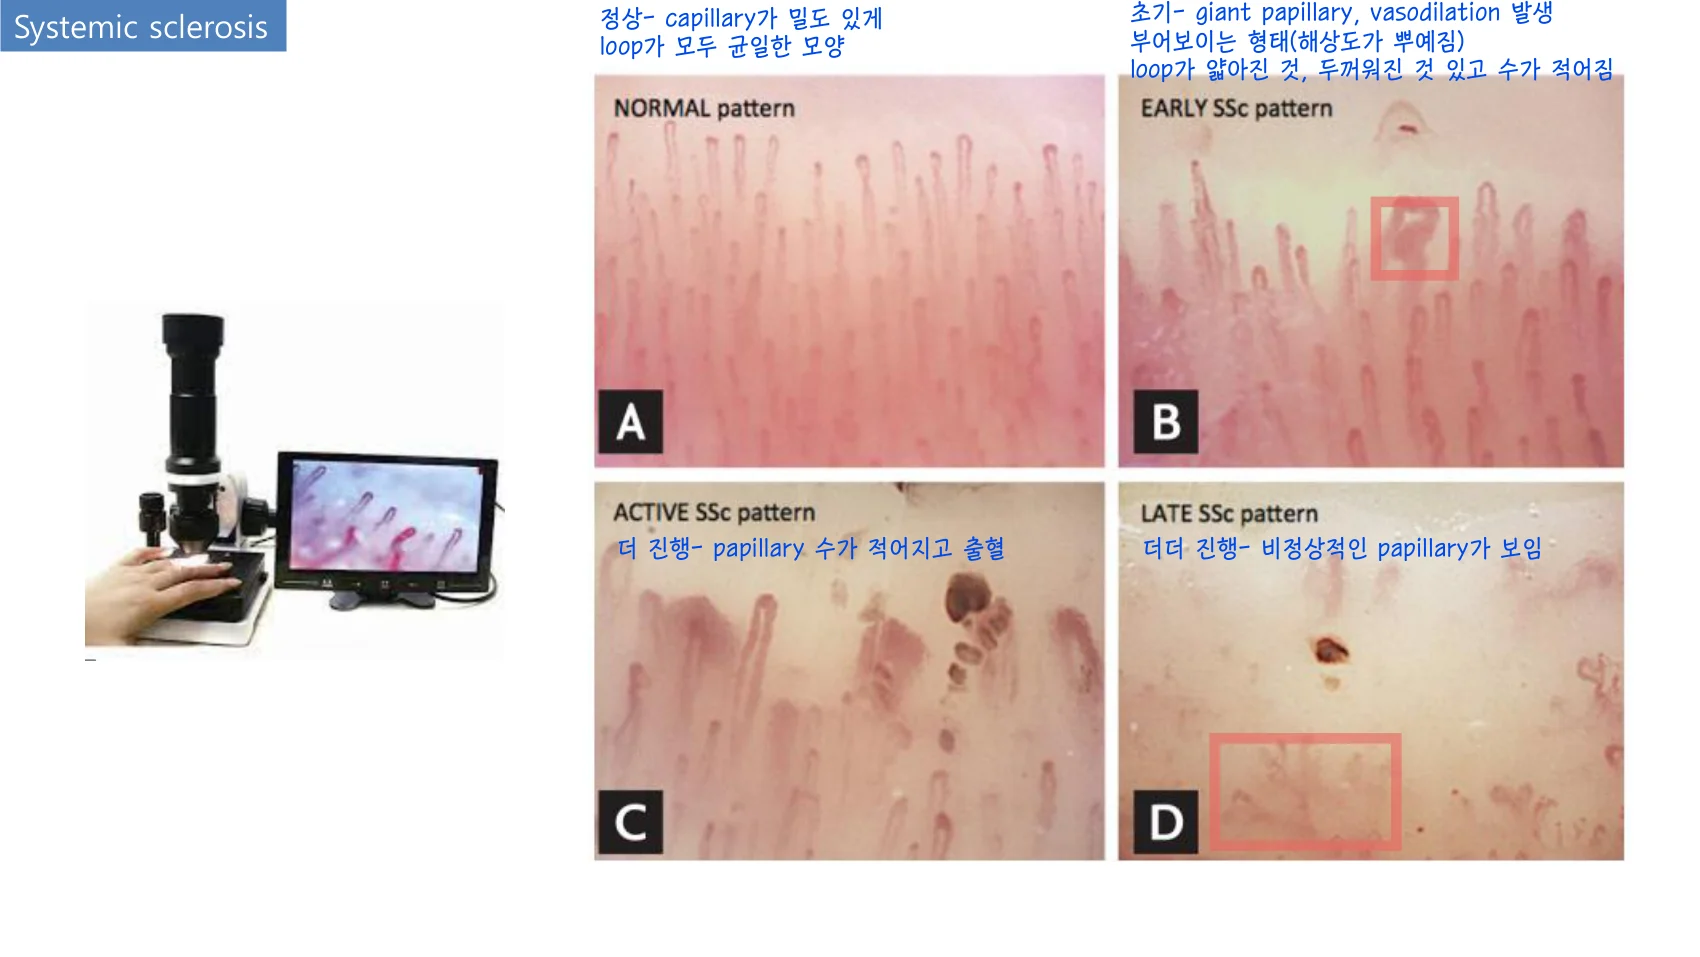 Systemic sclerosis
정상- capillary가 밀도 있게
loop가 모두 균일한 모양
초기- giant papillary, vasodilation 발생
부어보이는 형태(해상도가 뿌예짐)
loop가 얇아진 것, 두꺼워진 것 있고 수가 적어짐
NORMAL pattern
A
EARLY SSc pattern
B
ACTIVE SSc pattern
더 진행- papillary 수가 적어지고 출혈
C
LATE SSc pattern
더더 진행- 비정상적인 papillary가 보임
D